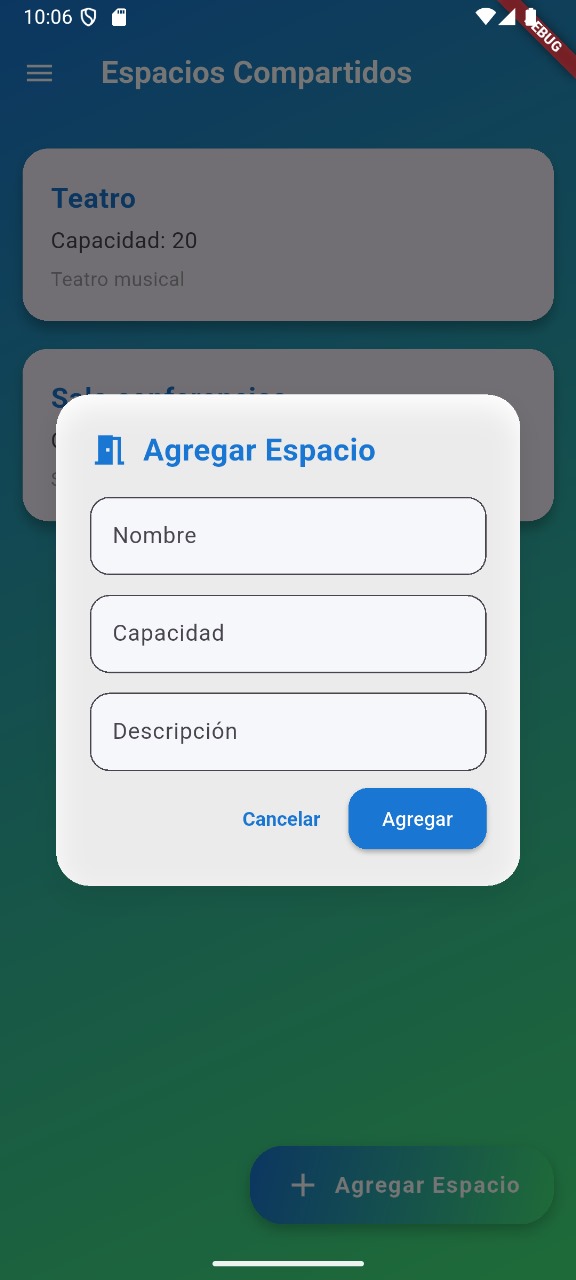 10:06
DEBUG
Espacios Compartidos
Teatro
Capacidad: 20
Teatro musical
Agregar Espacio
Nombre
Capacidad
Descripción
Cancelar
Agregar
Agregar Espacio